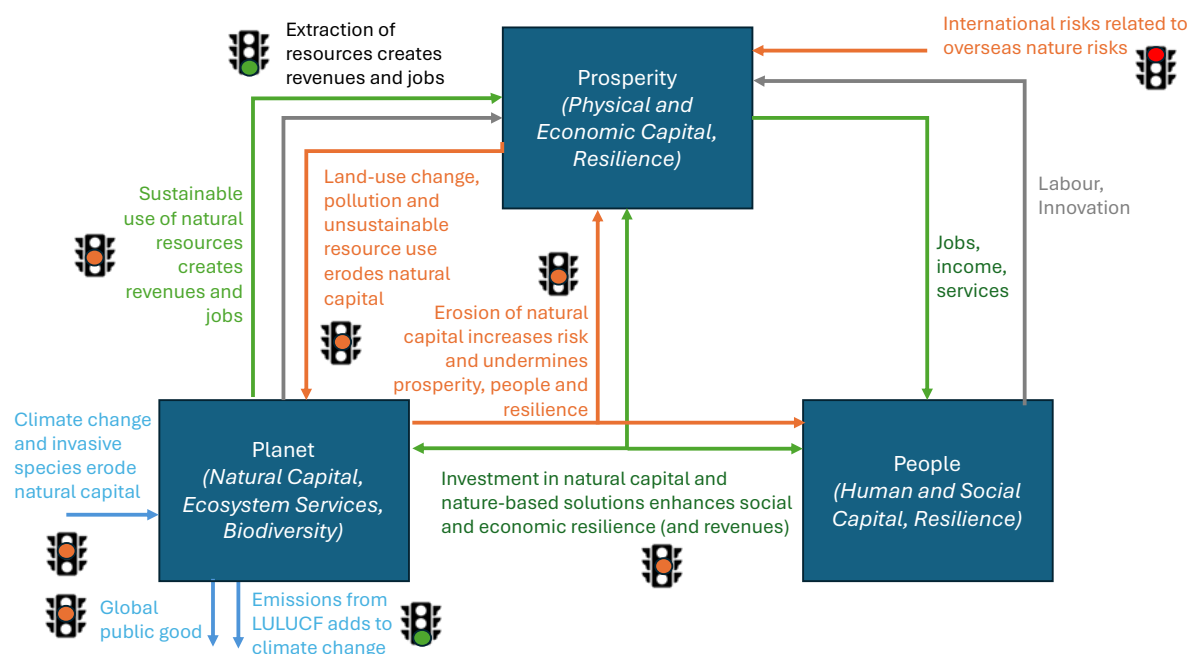 Extraction of
resources creates
revenues and jobs
International risks related to
overseas nature risks
Prosperity
(Physical and
Economic Capital,
Resilience)
Sustainable
use of natural
resources
creates
revenues and
jobs
Land-use change,
pollution and
unsustainable
resource use
erodes natural
capital
Labour,
Innovation
Jobs,
income,
services
Erosion of natural
capital increases risk
and undermines
prosperity, people and
resilience
Climate change
and invasive
species erode
natural capital
Planet
(Natural Capital,
Ecosystem Services,
Biodiversity)
People
(Human and Social
Capital, Resilience)
Investment in natural capital and
nature-based solutions enhances social
and economic resilience (and revenues)
Global
public good
Emissions from
LULUCF adds to
climate change